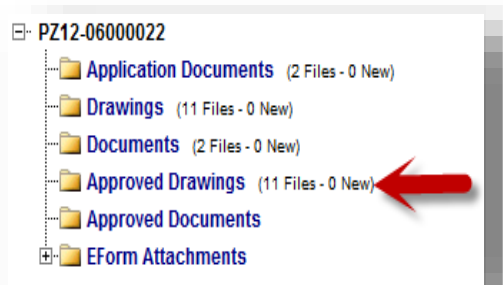 PZ12-06000022
Application Documents (2 Files - 0 New)
Drawings (11 Files - 0 New)
Documents (2 Files - 0 New)
Approved Drawings (11 Files - 0 New)
Approved Documents
EForm Attachments